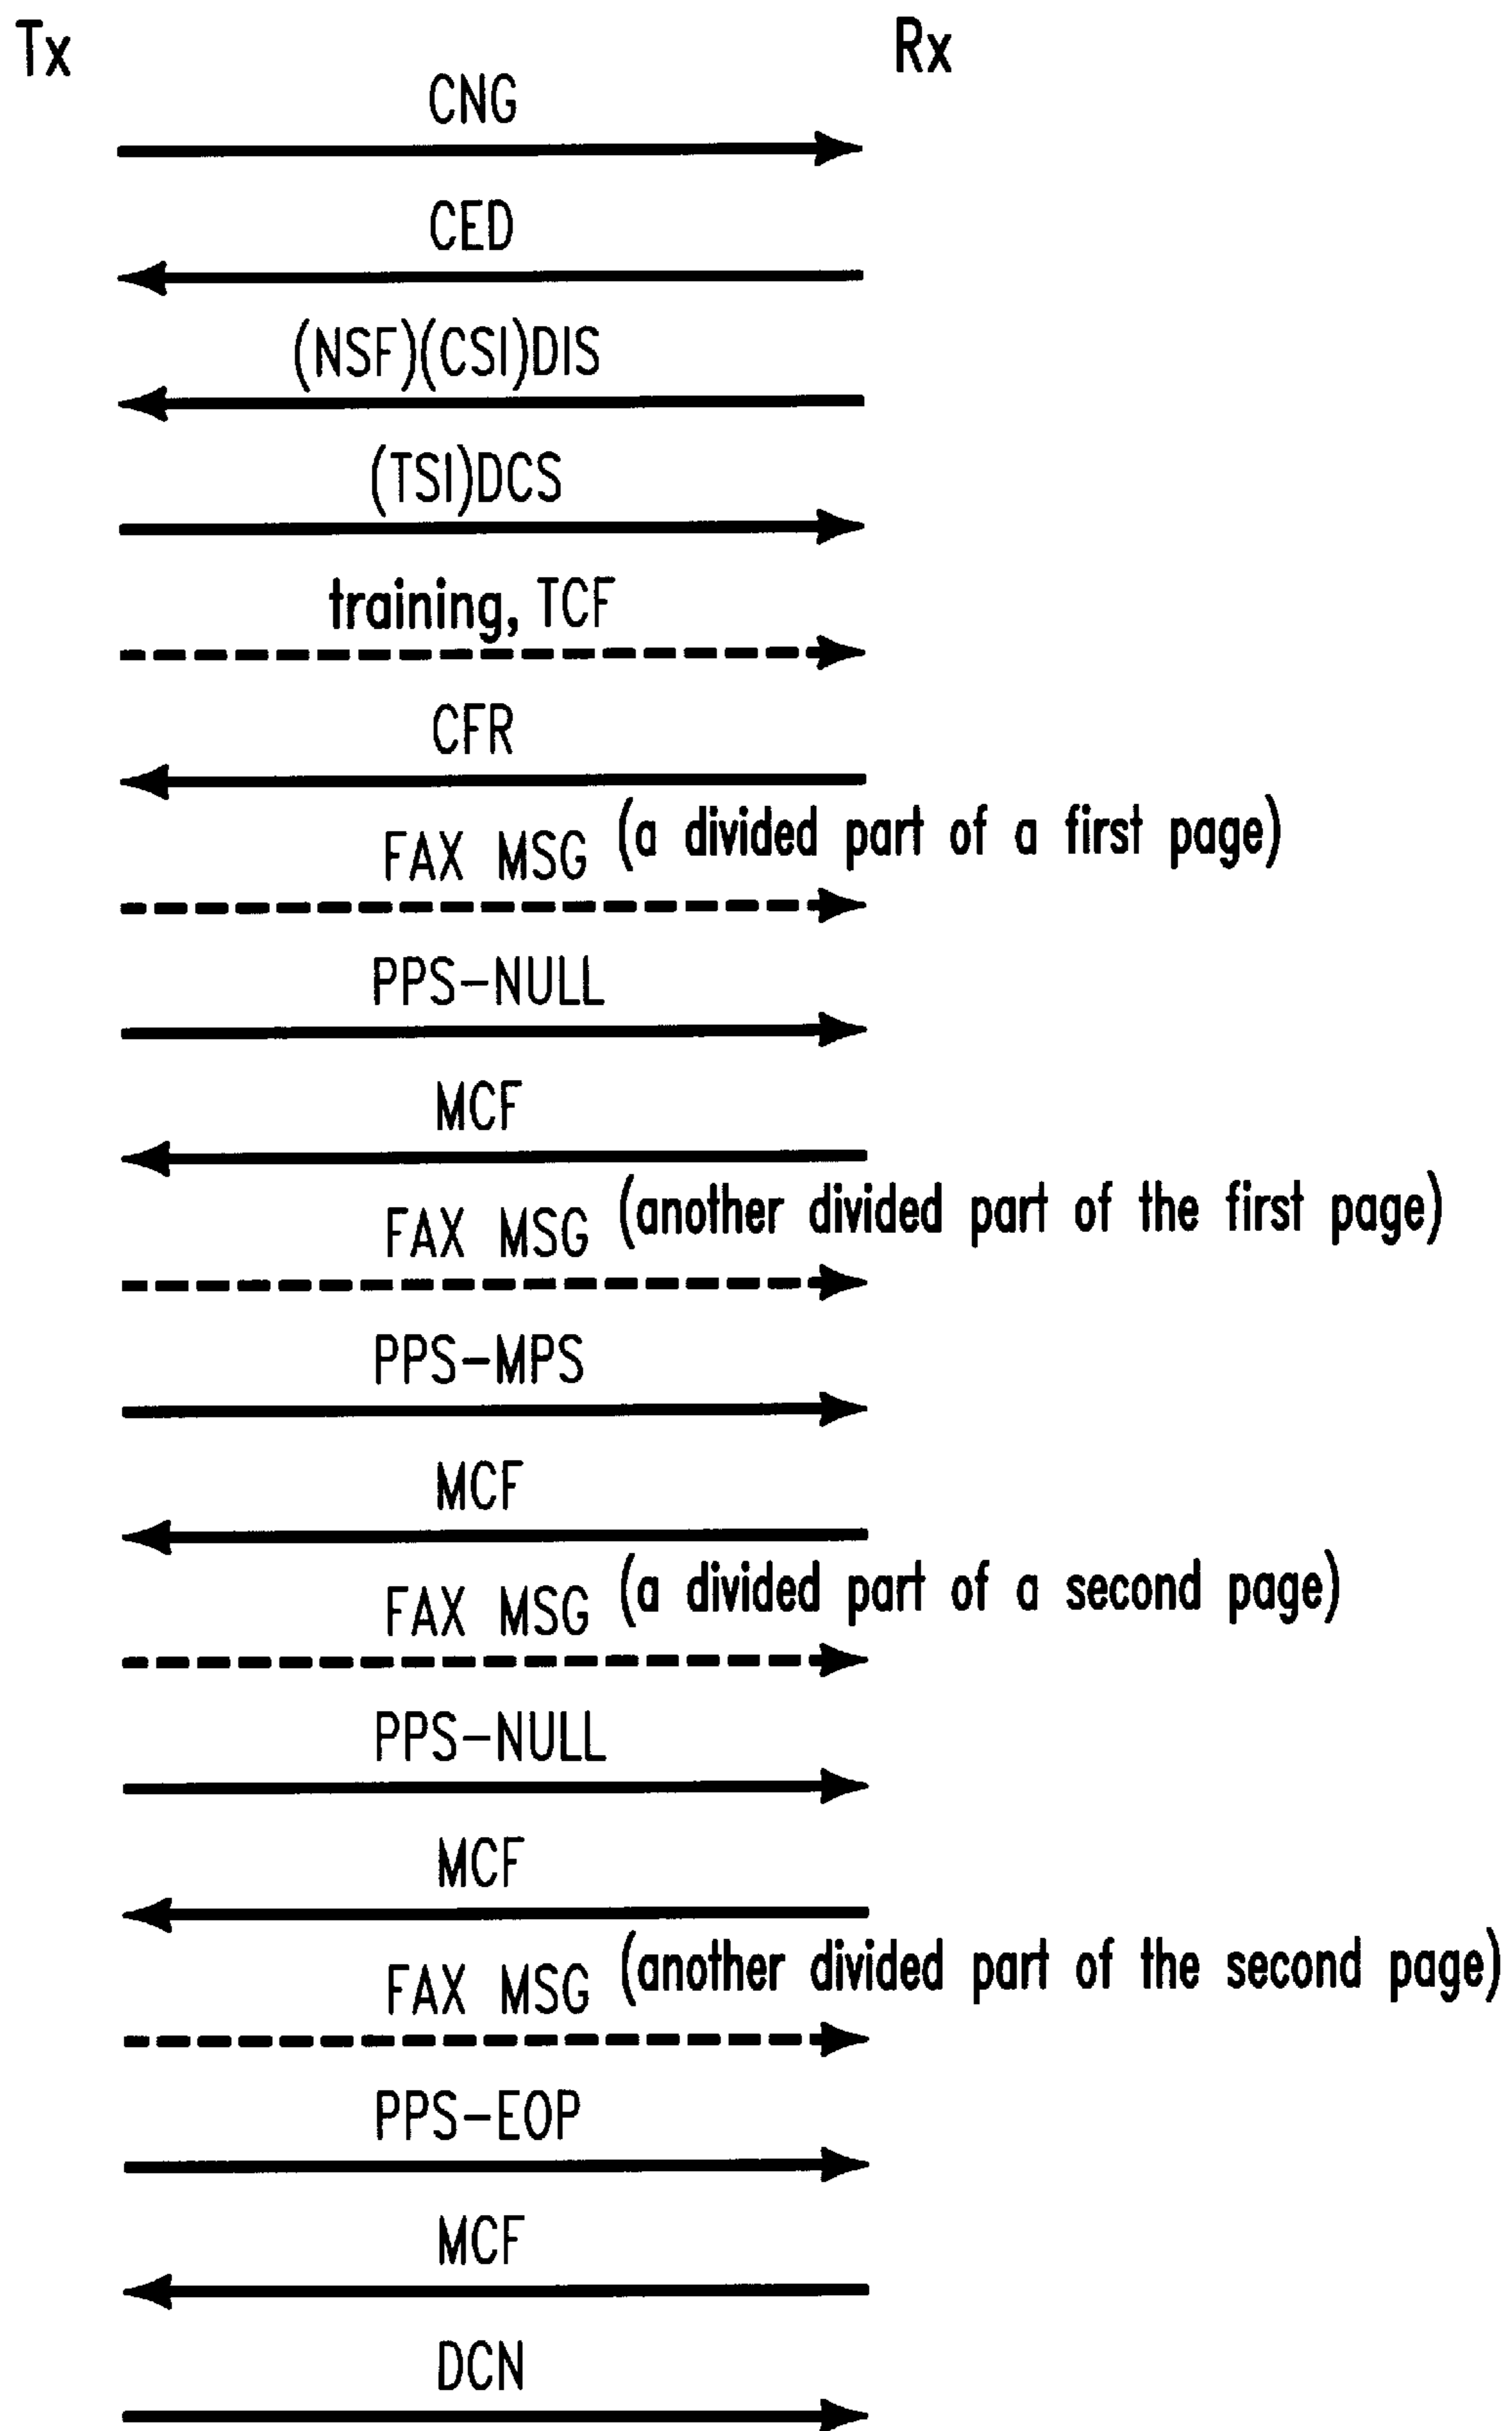 Tx Rx
CNG
CED
(NSF)(CSI)DIS
(TSI)DCS
training, TCF
CFR
FAX MSG (a divided part of a first page)
PPS-NULL
MCF
FAX MSG (another divided part of the first page)
PPS-MPS
MCF
FAX MSG (a divided part of a second page)
PPS-NULL
MCF
FAX MSG (another divided part of the second page)
PPS-EOP
MCF
DCN